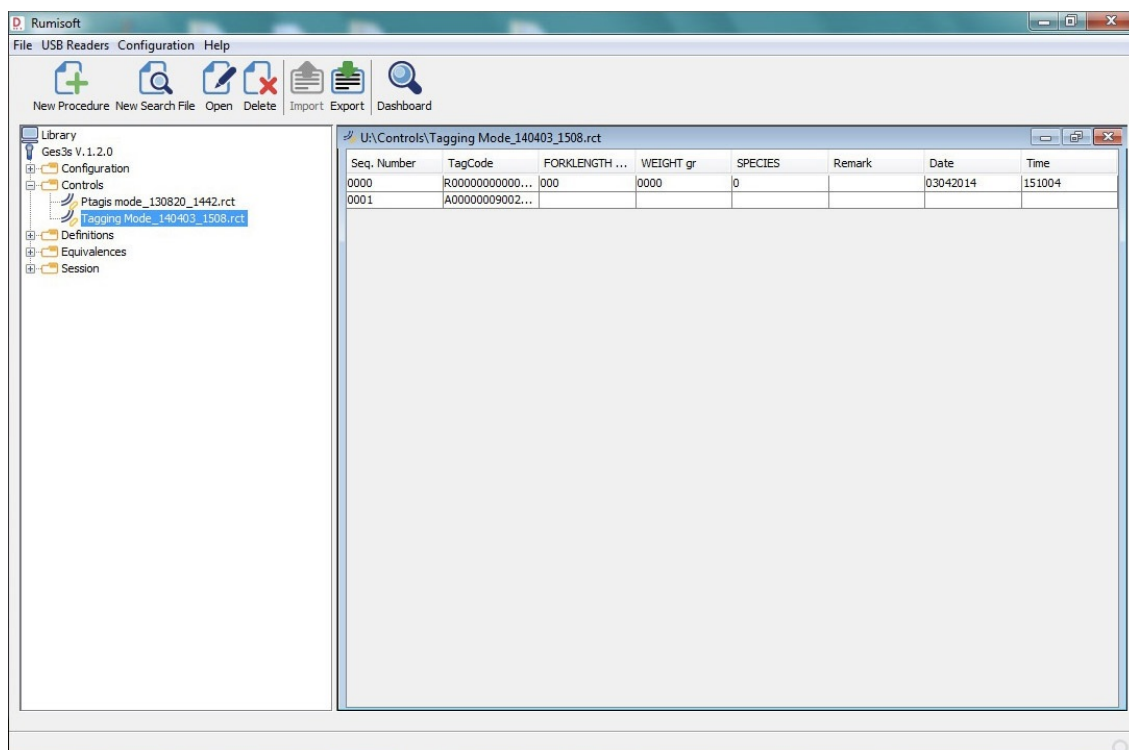 Rumisoft
File USB Readers Configuration Help
New Procedure New Search File Open Delete Import Export Dashboard
Library
Ges3s V.1.2.0
Configuration
Controls
Ptagis mode_130820_1442.rct
Tagging Mode_140403_1508.rct
Definitions
Equivalences
Session
U:\Controls\Tagging Mode_140403_1508.rct
Seq. Number TagCode FORKLENGTH ... WEIGHT gr SPECIES Remark Date Time
0000 R00000000000... 000 0000 0 03042014 151004
0001 A00000009002...